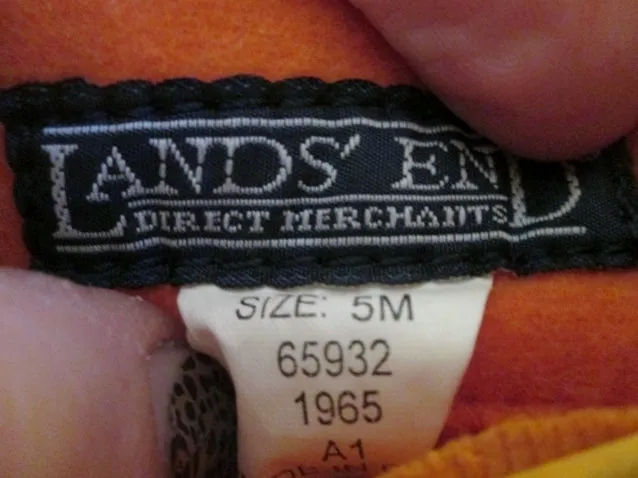 LANDS' END
DIRECT MERCHANTS
SIZE: 5M
65932
1965
A1